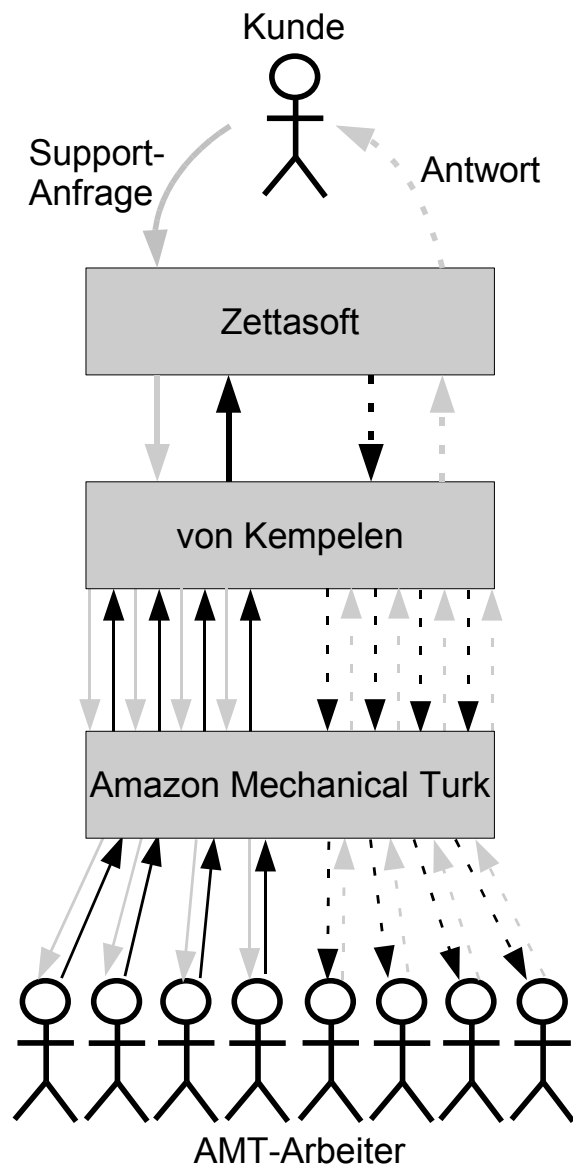 Kunde
Support-
Anfrage
Antwort
Zettasoft
von Kempelen
Amazon Mechanical Turk
AMT-Arbeiter